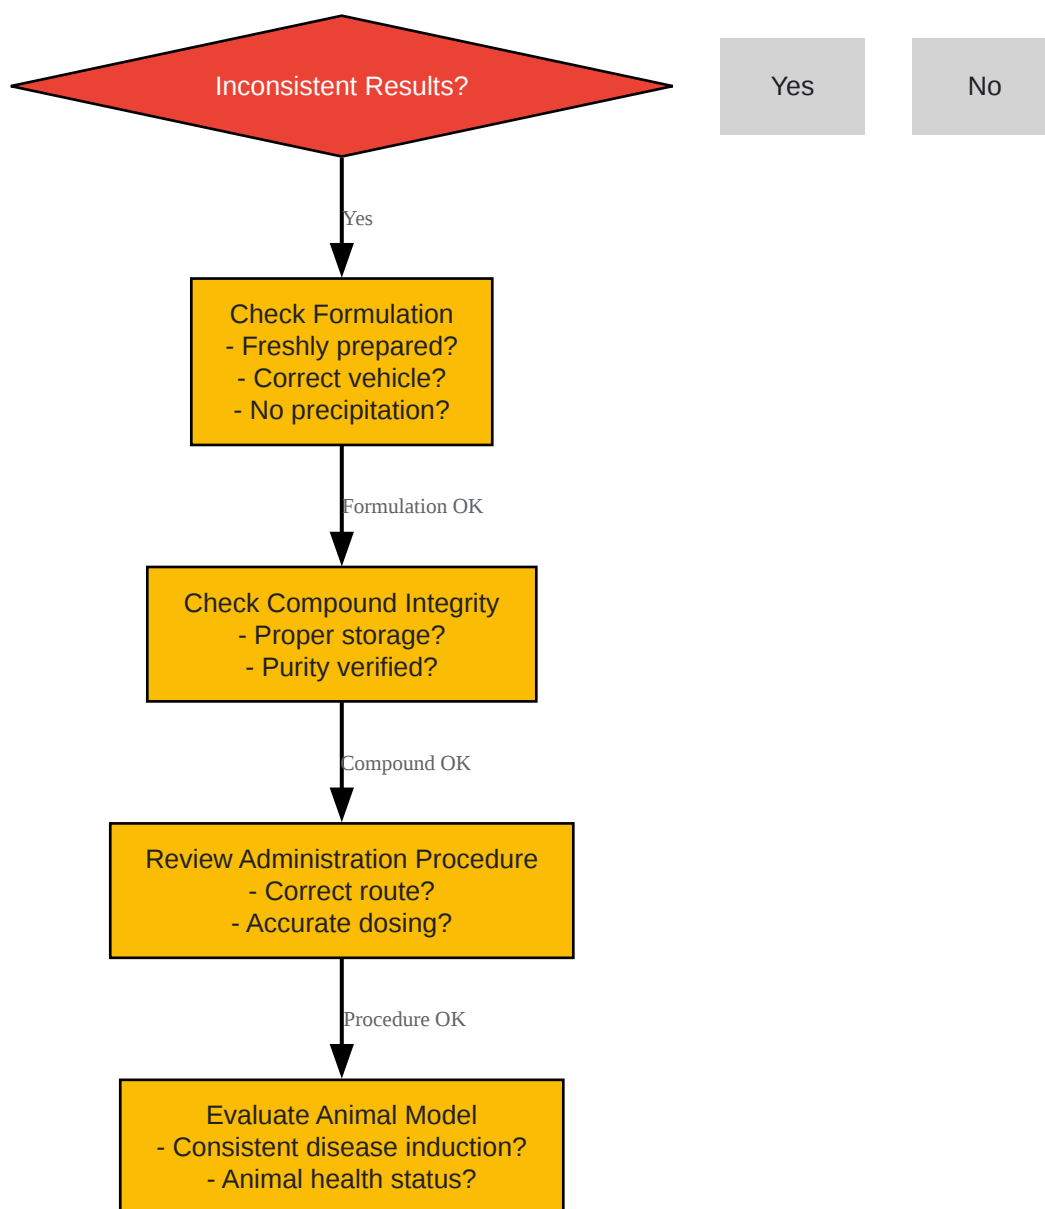 Inconsistent Results?
Yes
No
Yes
Check Formulation
- Freshly prepared?
- Correct vehicle?
- No precipitation?
Formulation OK
Check Compound Integrity
- Proper storage?
- Purity verified?
Compound OK
Review Administration Procedure
- Correct route?
- Accurate dosing?
Procedure OK
Evaluate Animal Model
- Consistent disease induction?
- Animal health status?